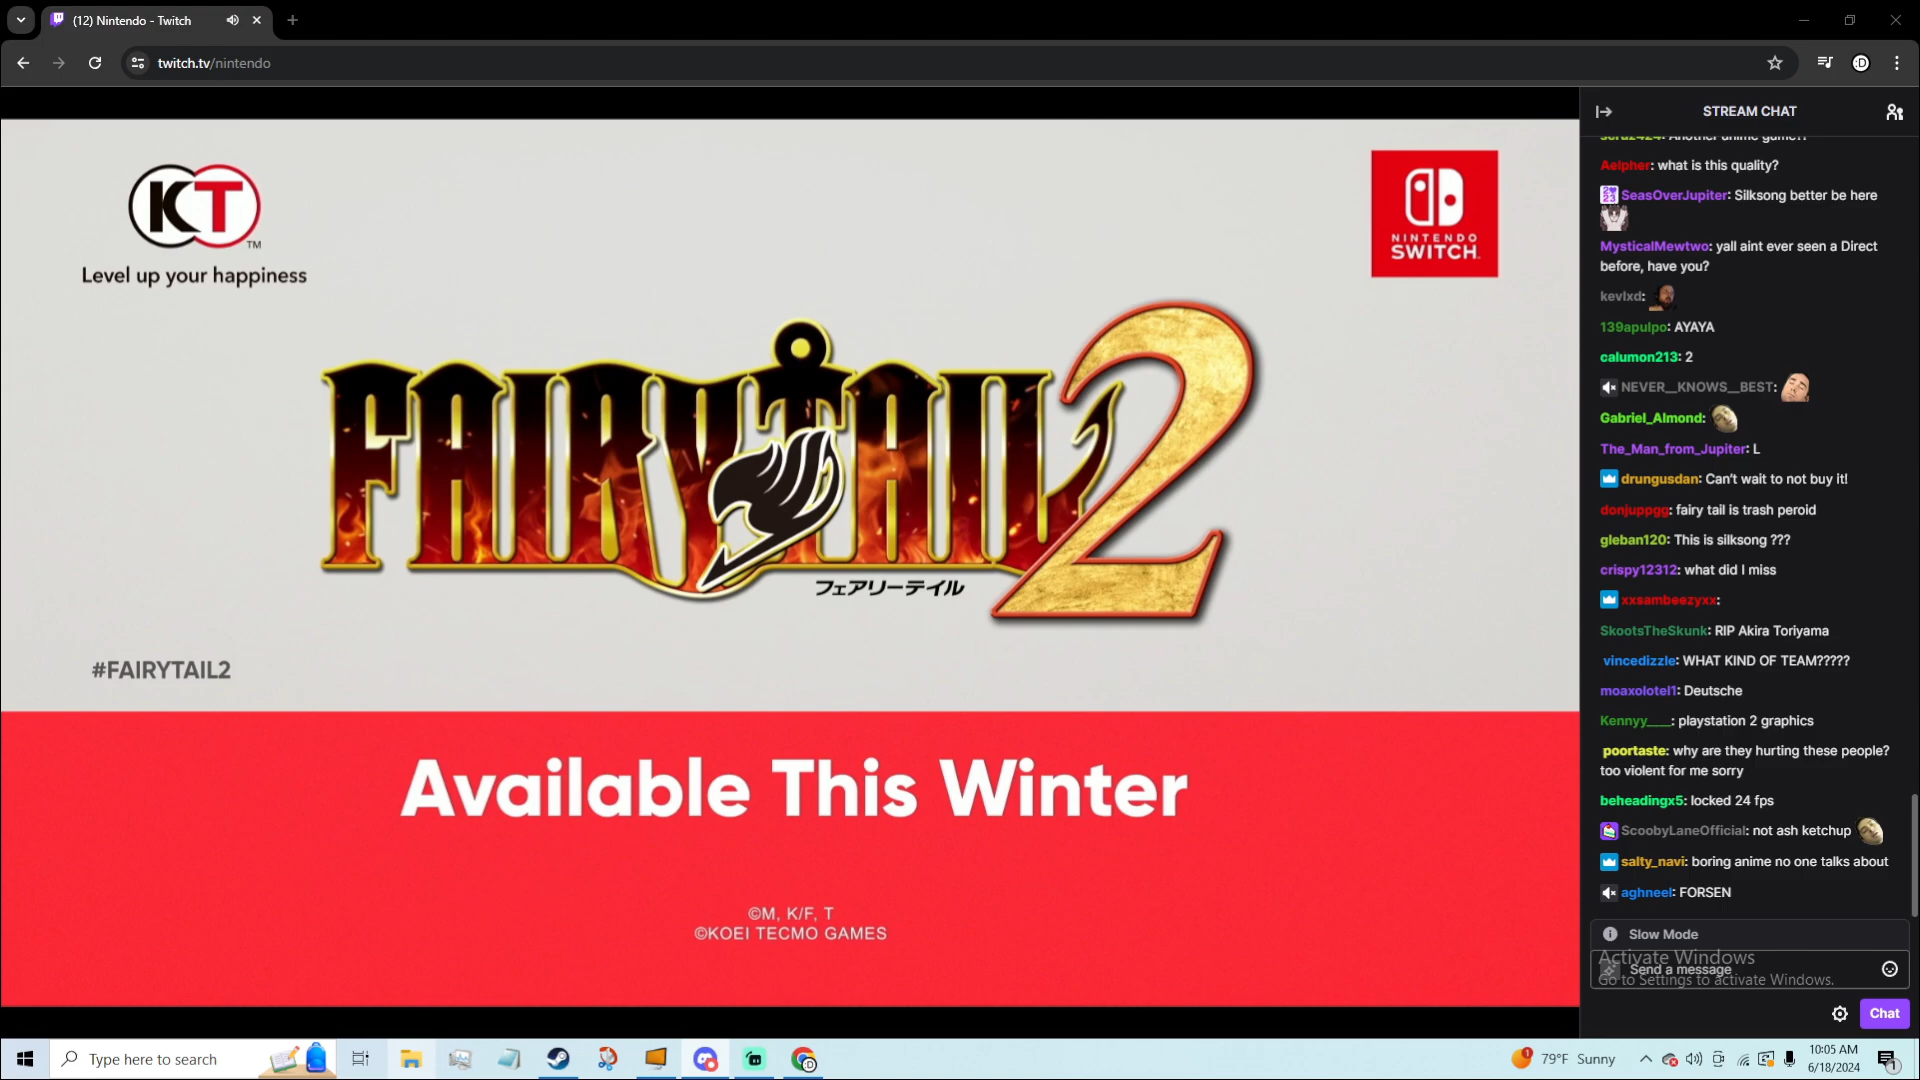 (12) Nintendo - Twitch
twitch.tv/nintendo
KT
TM
Level up your happiness
NINTENDO
SWITCH
FAIRY TAIL 2
フェアリーテイル
#FAIRYTAIL2
Available This Winter
©M, K/F, T
©KOEI TECMO GAMES
STREAM CHAT
Another anime game??
Aelpher: what is this quality?
SeasOverJupiter: Silksong better be here
MysticalMewtwo: yall aint ever seen a Direct
before, have you?
kevlxd:
139apulpo: AYAYA
calumon213: 2
NEVER__KNOWS__BEST:
Gabriel_Almond:
The_Man_from_Jupiter: L
drungusdan: Can't wait to not buy it!
donjuppgg: fairy tail is trash peroid
gleban120: This is silksong ???
crispy12312: what did I miss
xxsambeezyxx:
SkootsTheSkunk: RIP Akira Toriyama
vincedizzle: WHAT KIND OF TEAM?????
moaxolotel1: Deutsche
Kennyy____: playstation 2 graphics
poortaste: why are they hurting these people?
too violent for me sorry
beheadingx5: locked 24 fps
ScoobyLaneOfficial: not ash ketchup
salty_navi: boring anime no one talks about
aghneel: FORSEN
Slow Mode
Activate Windows
Send a message
Go to Settings to activate Windows.
Chat
Type here to search
79°F Sunny
10:05 AM
6/18/2024